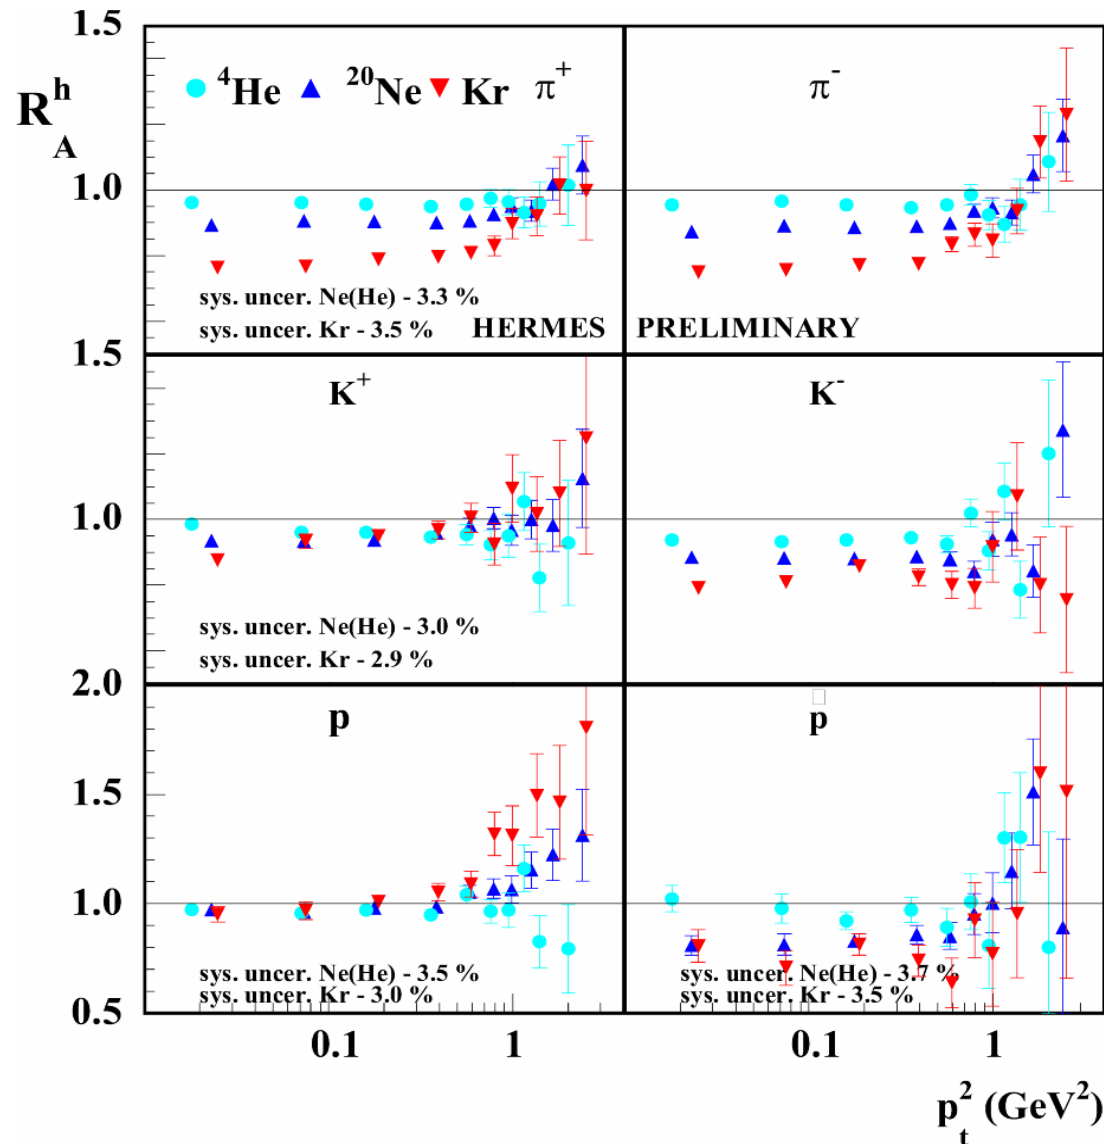 1.5
⁴He ²⁰Ne Kr π⁺ π⁻
R_A^h
1.0
sys. uncer. Ne(He) - 3.3 %
sys. uncer. Kr - 3.5 % HERMES PRELIMINARY
1.5
K⁺ K⁻
1.0
sys. uncer. Ne(He) - 3.0 %
sys. uncer. Kr - 2.9 %
2.0
p p
1.5
1.0
sys. uncer. Ne(He) - 3.5 % sys. uncer. Ne(He) - 3.7 %
sys. uncer. Kr - 3.0 % sys. uncer. Kr - 3.5 %
0.5
0.1 1 0.1 1
p_t^2 (GeV²)